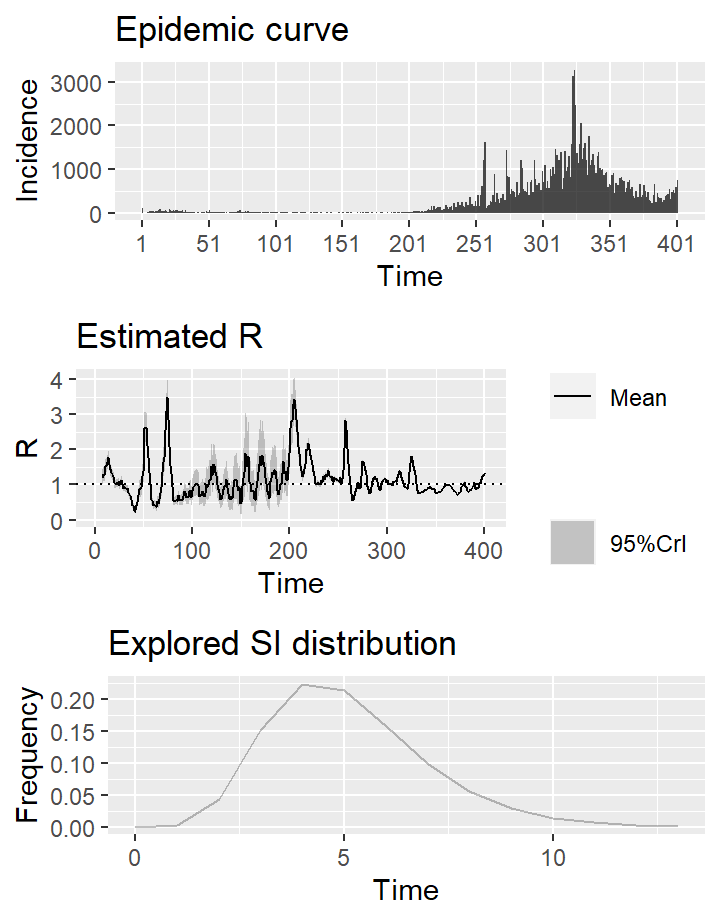 Epidemic curve
Incidence
3000
2000
1000
0
1 51 101 151 201 251 301 351 401
Time
Estimated R
R
4
3
2
1
0
0 100 200 300 400
Time
Mean
95%CrI
Explored SI distribution
Frequency
0.20
0.15
0.10
0.05
0.00
0 5 10
Time